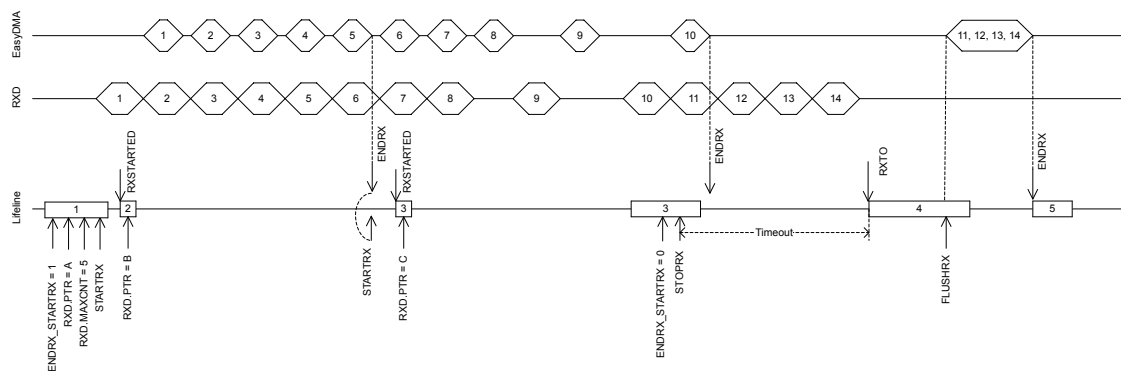 EasyDMA
1 2 3 4 5 6 7 8 9 10 11, 12, 13, 14
RXD
1 2 3 4 5 6 7 8 9 10 11 12 13 14
RXSTARTED
ENDRX
RXSTARTED
ENDRX
RXTO
ENDRX
Lifeline
1 2 3 3 4 5
Timeout
ENDRX_STARTRX = 1
RXD.PTR = A
RXD.MAXCNT = 5
STARTRX
RXD.PTR = B
STARTRX
RXD.PTR = C
ENDRX_STARTRX = 0
STOPRX
FLUSHRX